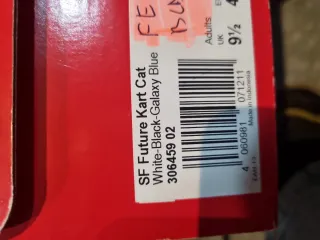 SF Future Kart Cat
White-Black-Galaxy Blue
306459 02
Adults
UK
9½
4 060981 071211
Made in Indonesia
FE